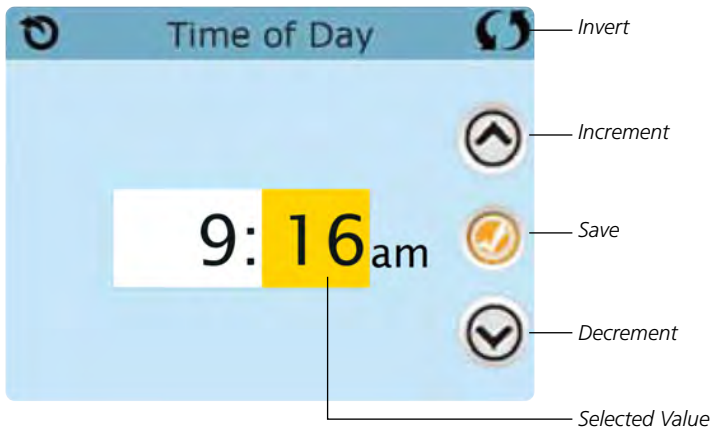 Time of Day
Invert
Increment
9:16am
Save
Decrement
Selected Value